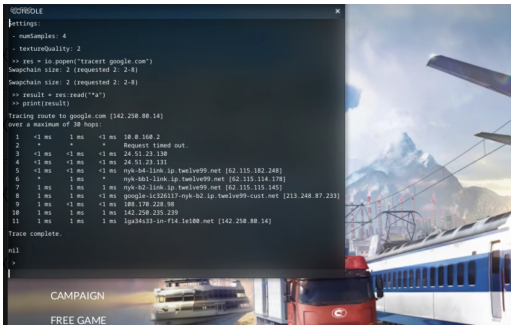 CONSOLE
Settings:
- numSamples: 4
- textureQuality: 2
>> res = io.popen("tracert google.com")
Swapchain size: 2 (requested 2: 2-8)
Swapchain size: 2 (requested 2: 2-8)
>> result = res:read("*a")
>> print(result)
Tracing route to google.com [142.250.80.14]
over a maximum of 30 hops:
1 <1 ms 1 ms <1 ms 10.0.160.2
2 * * * Request timed out.
3 <1 ms <1 ms <1 ms 24.51.23.130
4 <1 ms <1 ms <1 ms 24.51.23.131
5 <1 ms <1 ms <1 ms nyk-b4-link.ip.twelve99.net [62.115.182.248]
6 * 1 ms * nyk-bb1-link.ip.twelve99.net [62.115.114.178]
7 1 ms 1 ms 1 ms nyk-b2-link.ip.twelve99.net [62.115.115.145]
8 1 ms 1 ms <1 ms google-ic326117-nyk-b2.ip.twelve99-cust.net [213.248.87.233]
9 1 ms <1 ms <1 ms 108.170.228.98
10 1 ms 1 ms 1 ms 142.250.235.239
11 1 ms 1 ms 1 ms lga34s33-in-f14.1e100.net [142.250.80.14]
Trace complete.
nil
>
CAMPAIGN
FREE GAME